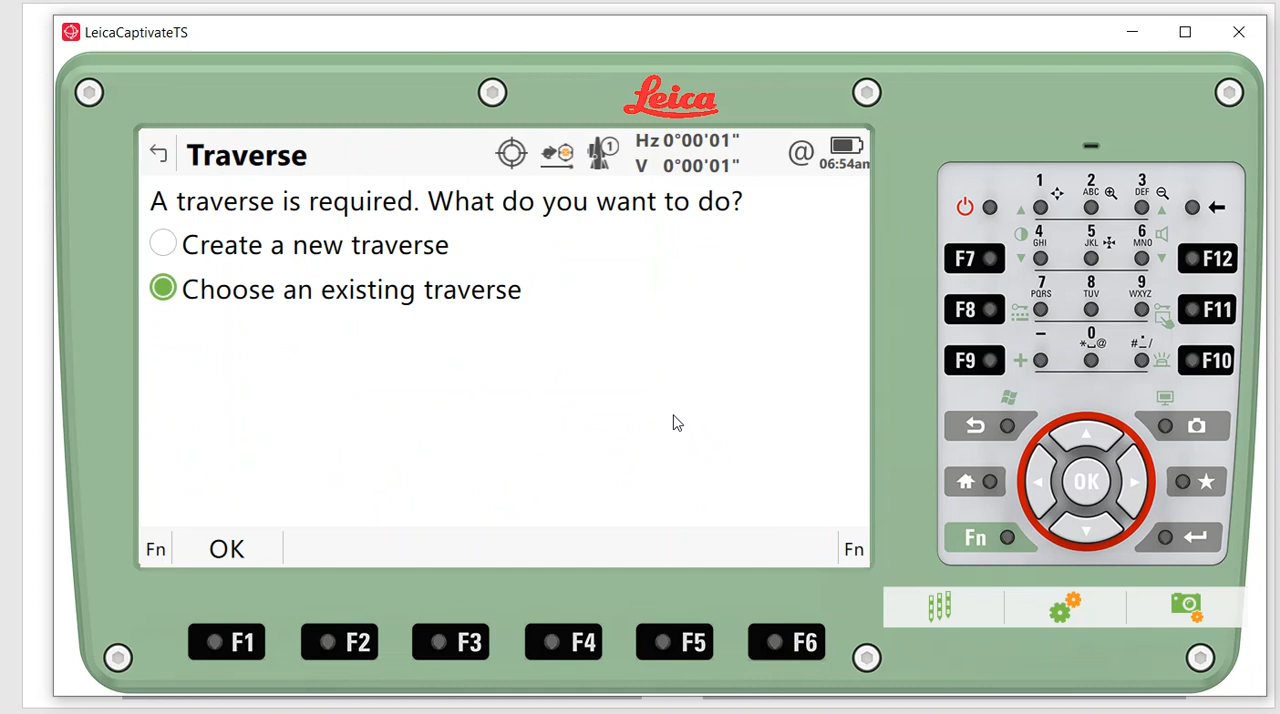 LeicaCaptivateTS
Leica
Traverse
1
Hz 0°00'01"
V 0°00'01"
@
06:54am
A traverse is required. What do you want to do?
Create a new traverse
Choose an existing traverse
Fn OK Fn
1 2 ABC 3 DEF
4 GHI 5 JKL 6 MNO
7 PQRS 8 TUV 9 WXYZ
- 0 *␣@ #_/
F7 F12
F8 F11
F9 F10
OK
Fn
F1 F2 F3 F4 F5 F6